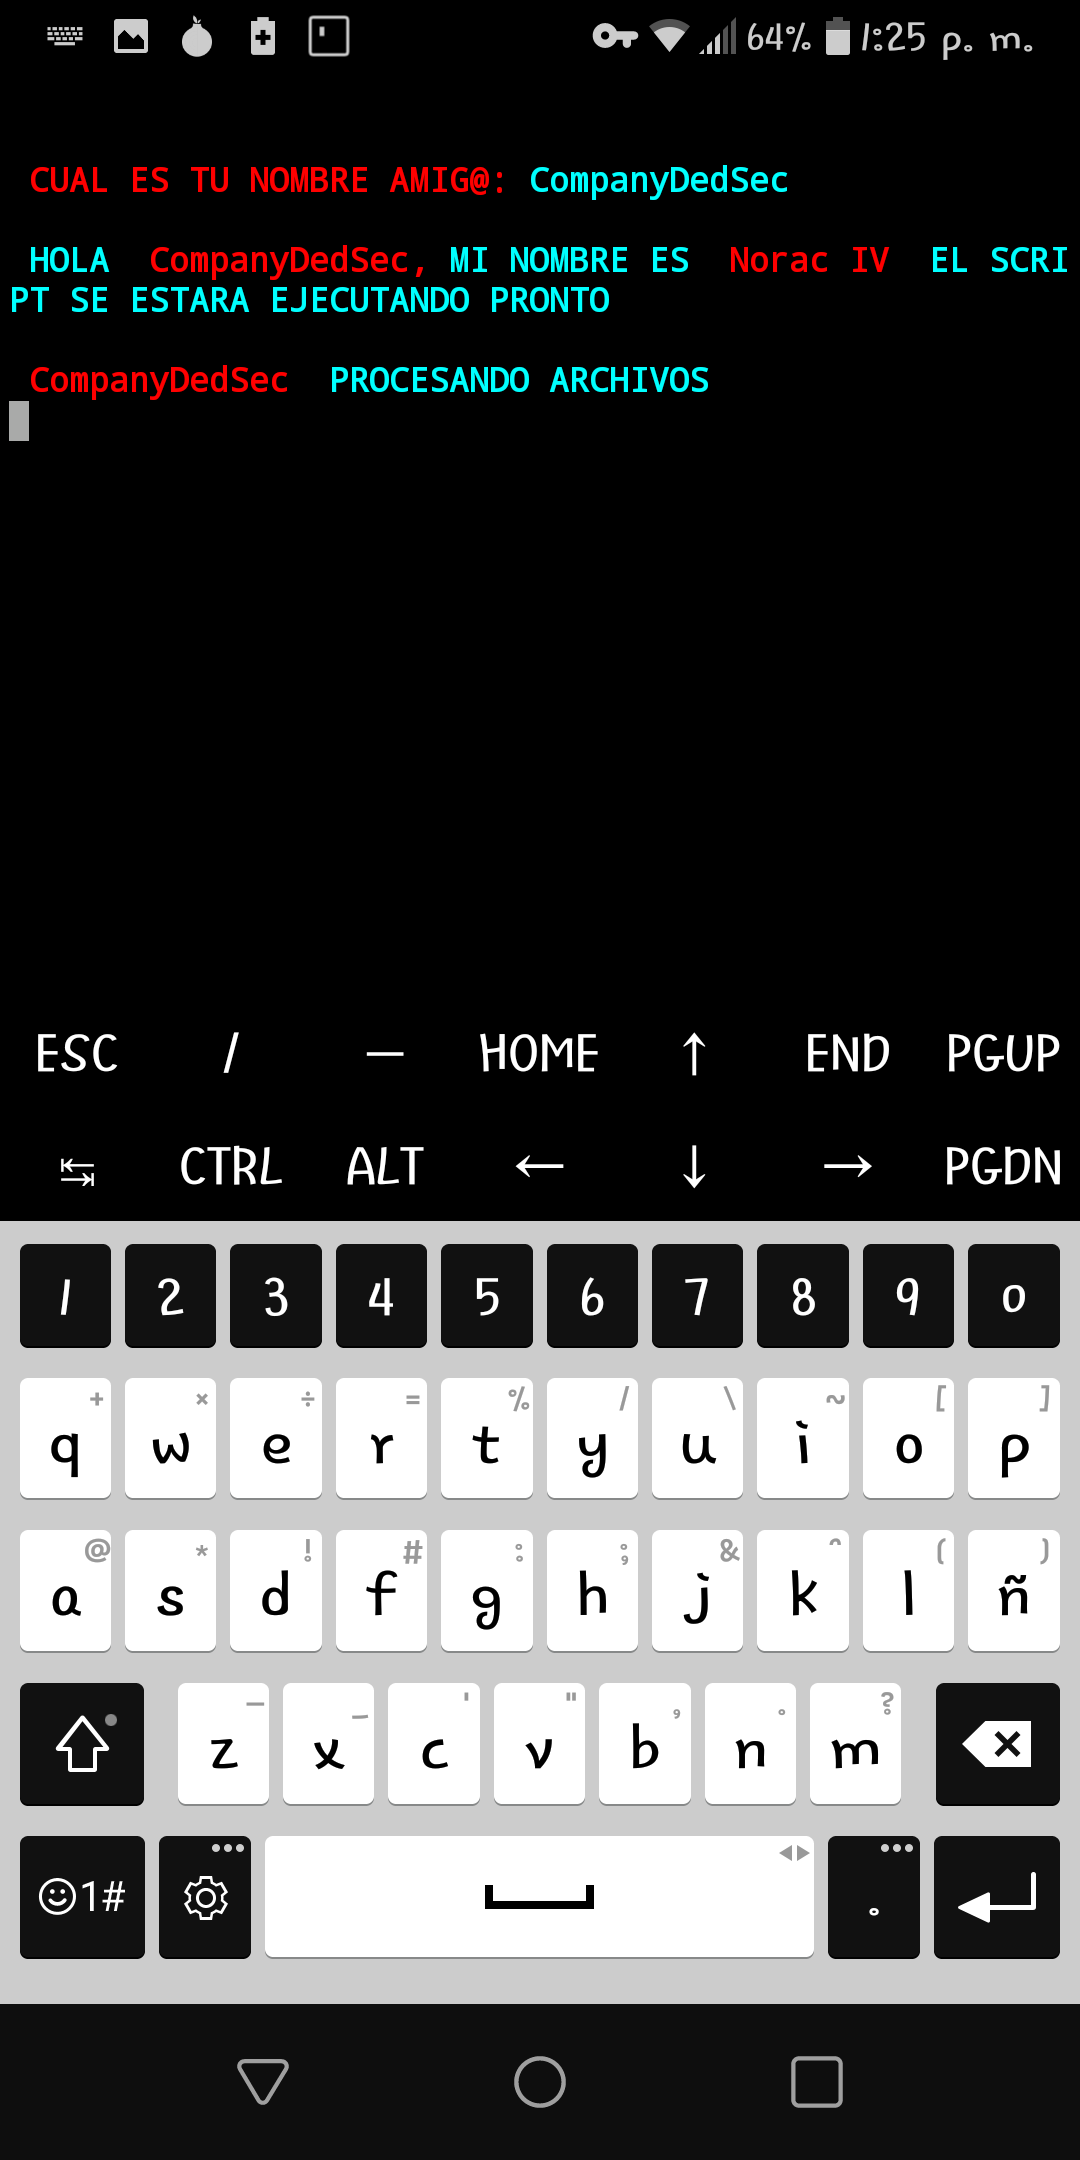 64% 1:25 p. m.
CUAL ES TU NOMBRE AMIG@: CompanyDedSec
HOLA CompanyDedSec, MI NOMBRE ES Norac IV EL SCRI
PT SE ESTARA EJECUTANDO PRONTO
CompanyDedSec PROCESANDO ARCHIVOS
ESC / — HOME ↑ END PGUP
↹ CTRL ALT ← ↓ → PGDN
1 2 3 4 5 6 7 8 9 0
+ × ÷ = % / \ ~ [ ]
q w e r t y u i o p
@ * ! # : ; & ^ ( )
a s d f g h j k l ñ
– _ ' " , . ?
z x c v b n m
1# .